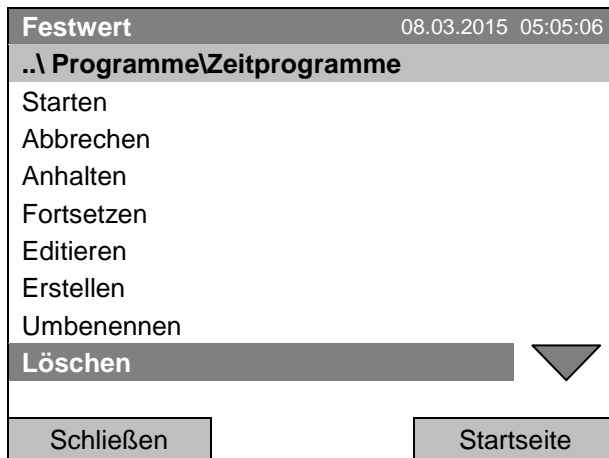 Festwert 08.03.2015 05:05:06
..\ Programme\Zeitprogramme
Starten
Abbrechen
Anhalten
Fortsetzen
Editieren
Erstellen
Umbenennen
Löschen
Schließen Startseite